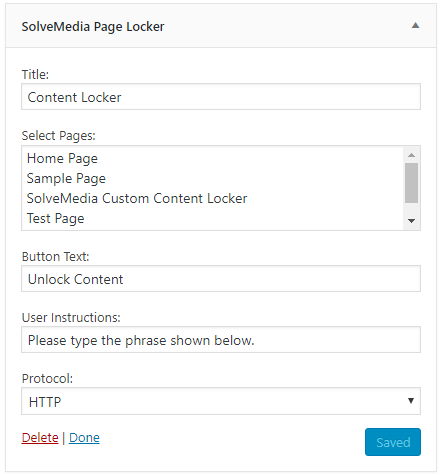 SolveMedia Page Locker
Title:
Content Locker
Select Pages:
Home Page
Sample Page
SolveMedia Custom Content Locker
Test Page
Button Text:
Unlock Content
User Instructions:
Please type the phrase shown below.
Protocol:
HTTP
Delete | Done
Saved